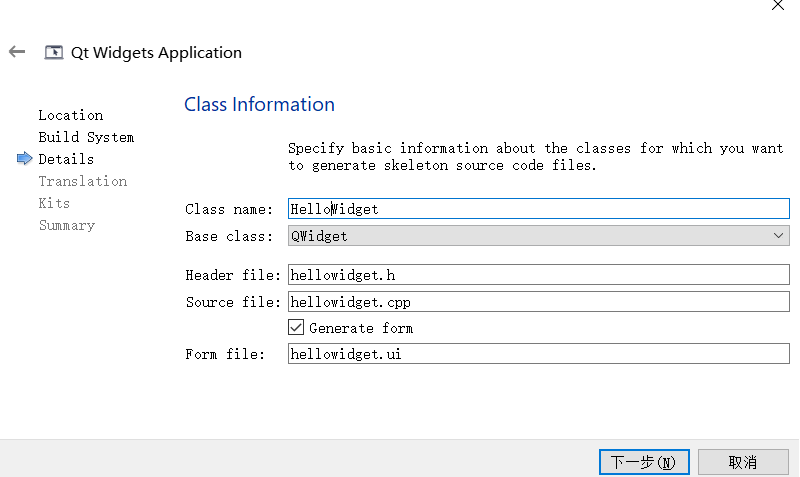 Qt Widgets Application
Location
Build System
Details
Translation
Kits
Summary
Class Information
Specify basic information about the classes for which you want
to generate skeleton source code files.
Class name: HelloWidget
Base class: QWidget
Header file: hellowidget.h
Source file: hellowidget.cpp
Generate form
Form file: hellowidget.ui
下一步(N) 取消